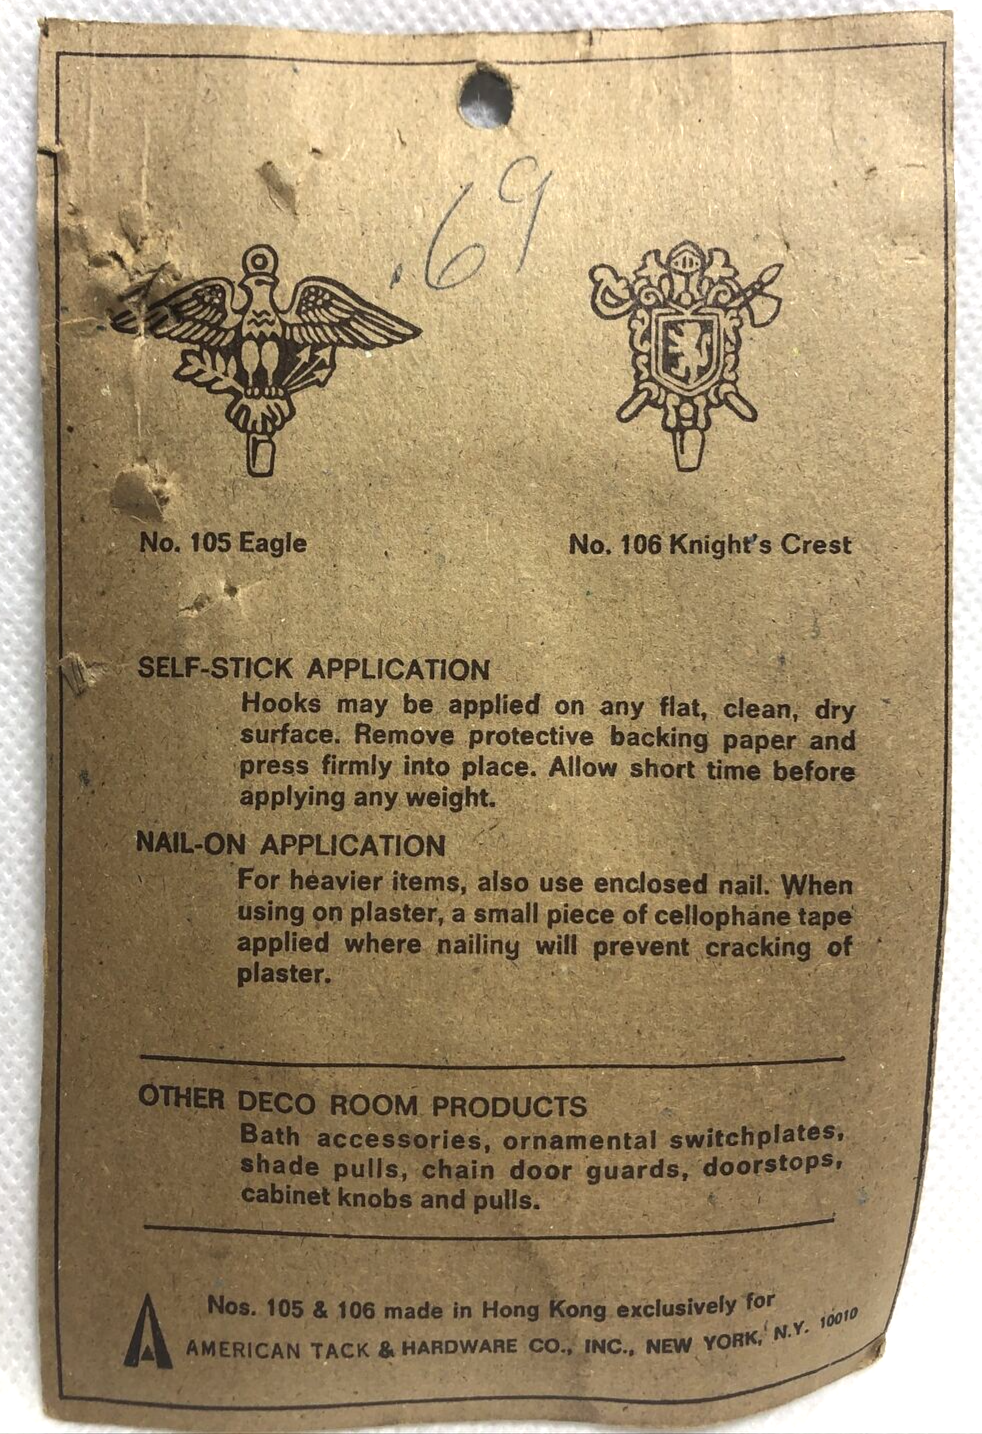 .69
No. 105 Eagle
No. 106 Knight's Crest
SELF-STICK APPLICATION
Hooks may be applied on any flat, clean, dry
surface. Remove protective backing paper and
press firmly into place. Allow short time before
applying any weight.
NAIL-ON APPLICATION
For heavier items, also use enclosed nail. When
using on plaster, a small piece of cellophane tape
applied where nailing will prevent cracking of
plaster.
OTHER DECO ROOM PRODUCTS
Bath accessories, ornamental switchplates,
shade pulls, chain door guards, doorstops,
cabinet knobs and pulls.
Nos. 105 & 106 made in Hong Kong exclusively for
AMERICAN TACK & HARDWARE CO., INC., NEW YORK, N.Y. 10010